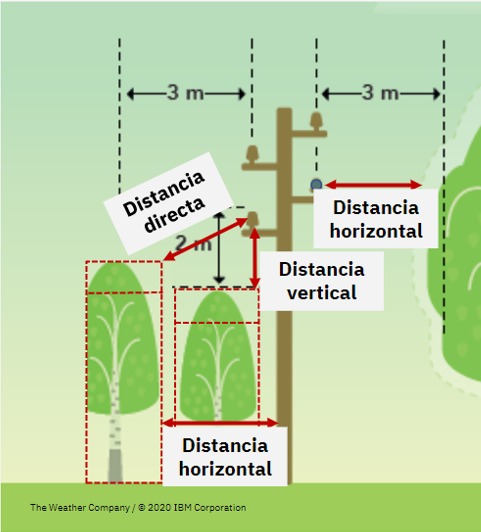 3 m
3 m
Distancia
directa
2 m
Distancia
horizontal
Distancia
vertical
Distancia
horizontal
The Weather Company / © 2020 IBM Corporation